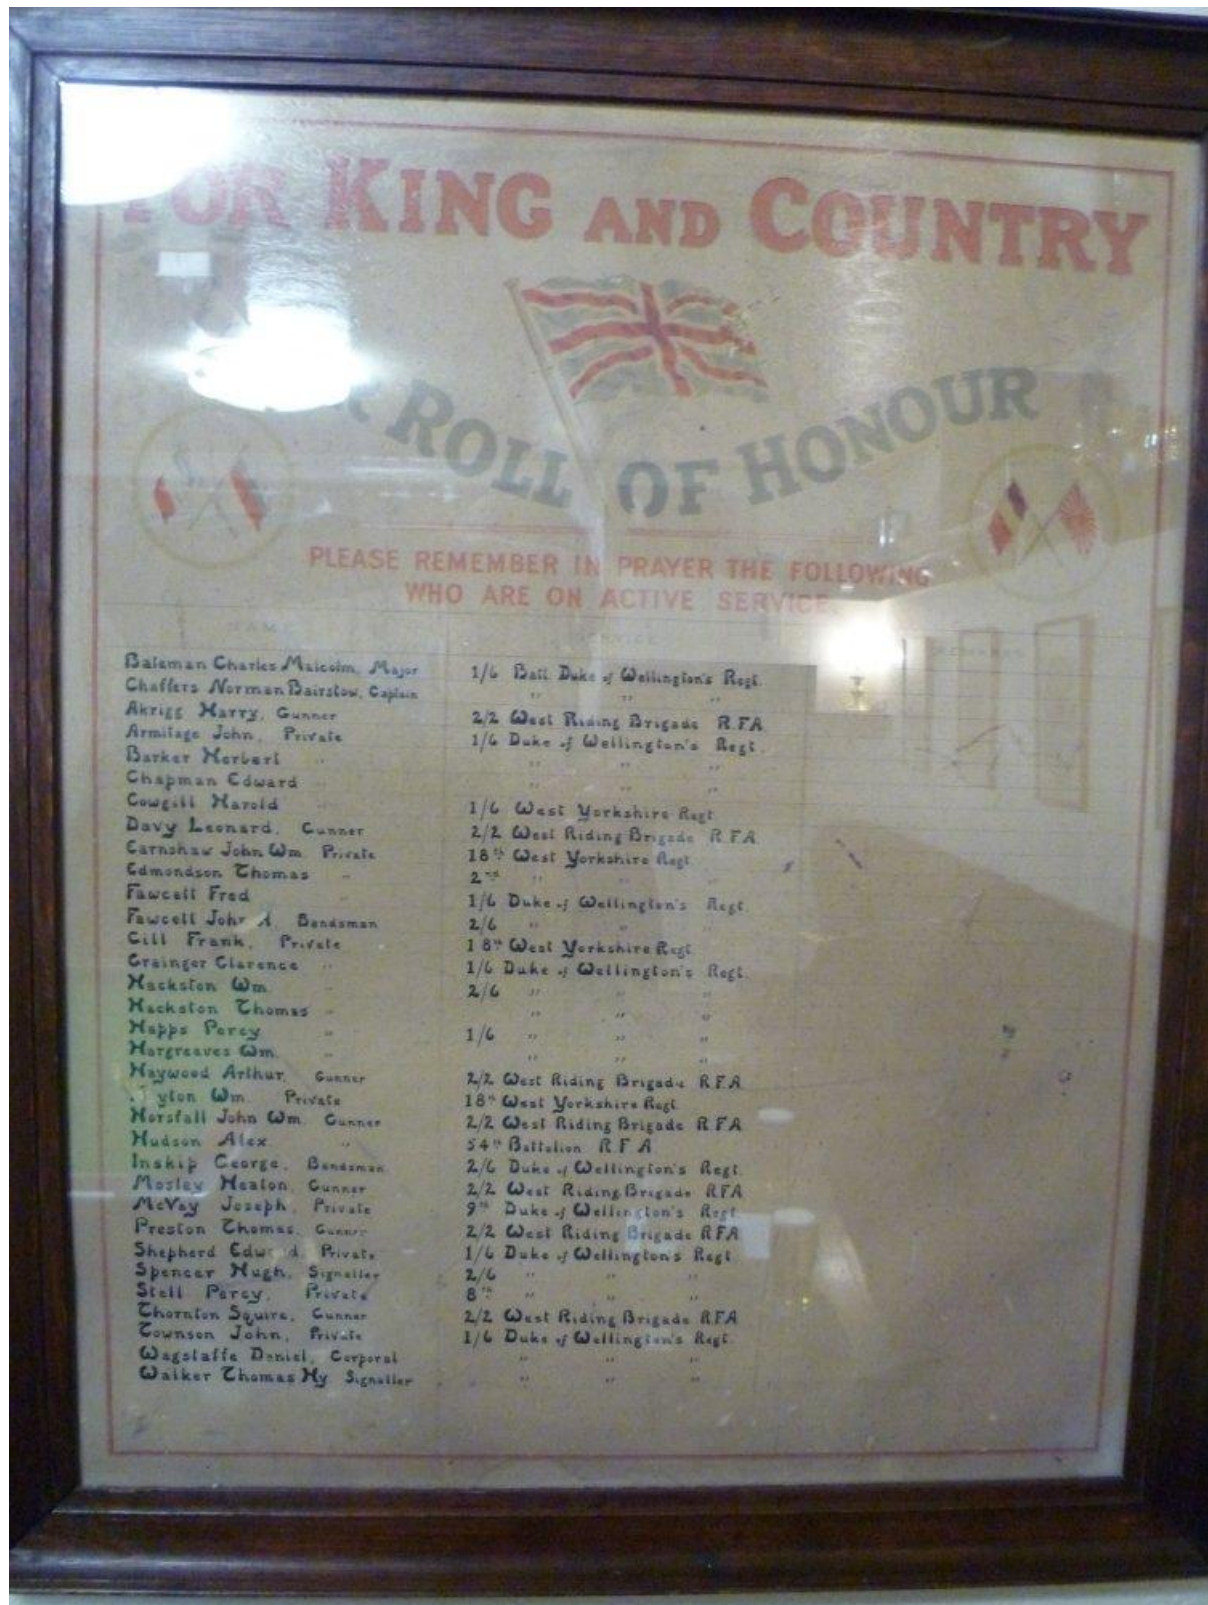 FOR KING AND COUNTRY
ROLL OF HONOUR
PLEASE REMEMBER IN PRAYER THE FOLLOWING
WHO ARE ON ACTIVE SERVICE
NAME SERVICE REMARKS
Bateman Charles Malcolm, Major 1/6 Batt. Duke of Wellington's Regt.
Chaffers Norman Bairstow, Captain " " "
Akrigg Harry, Gunner 2/2 West Riding Brigade R.F.A.
Armitage John, Private 1/6 Duke of Wellington's Regt.
Barker Herbert " " " "
Chapman Edward " " " "
Cowgill Harold " 1/6 West Yorkshire Regt.
Davy Leonard, Gunner 2/2 West Riding Brigade R.F.A.
Earnshaw John Wm. Private 18th West Yorkshire Regt.
Edmondson Thomas " 2nd " " "
Fawcett Fred " 1/6 Duke of Wellington's Regt.
Fawcett John Bandsman 2/6 " " "
Gill Frank, Private 18th West Yorkshire Regt.
Grainger Clarence " 1/6 Duke of Wellington's Regt.
Hackston Wm. " 2/6 " " "
Hackston Thomas " " " "
Happs Percy " 1/6 " " "
Hargreaves Wm. " " " "
Haywood Arthur, Gunner 2/2 West Riding Brigade R.F.A.
Wm. Private 18th West Yorkshire Regt.
Horsfall John Wm. Gunner 2/2 West Riding Brigade R.F.A.
Hudson Alex. " 54th Battalion R.F.A.
Inskip George, Bandsman 2/6 Duke of Wellington's Regt.
Mosley Heaton, Gunner 2/2 West Riding Brigade RFA
McVay Joseph, Private 9th Duke of Wellington's Regt.
Preston Thomas, Gunner 2/2 West Riding Brigade RFA
Shepherd Edward, Private 1/6 Duke of Wellington's Regt.
Spencer Hugh, Signaller 2/6 " " "
Stell Percy, Private 8th " " "
Thornton Squire, Gunner 2/2 West Riding Brigade RFA
Townson John, Private 1/6 Duke of Wellington's Regt.
Wagstaffe Daniel, Corporal " " "
Walker Thomas Hy Signaller " " "